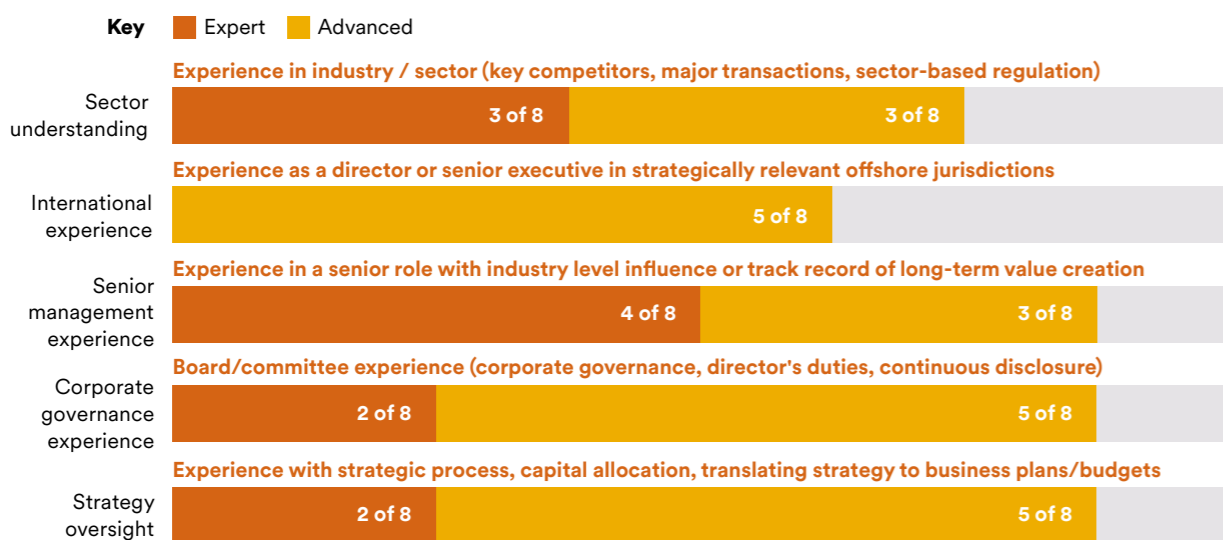 Key Expert Advanced
Experience in industry / sector (key competitors, major transactions, sector-based regulation)
Sector
understanding
3 of 8 3 of 8
Experience as a director or senior executive in strategically relevant offshore jurisdictions
International
experience
5 of 8
Experience in a senior role with industry level influence or track record of long-term value creation
Senior
management
experience
4 of 8 3 of 8
Board/committee experience (corporate governance, director's duties, continuous disclosure)
Corporate
governance
experience
2 of 8 5 of 8
Experience with strategic process, capital allocation, translating strategy to business plans/budgets
Strategy
oversight
2 of 8 5 of 8